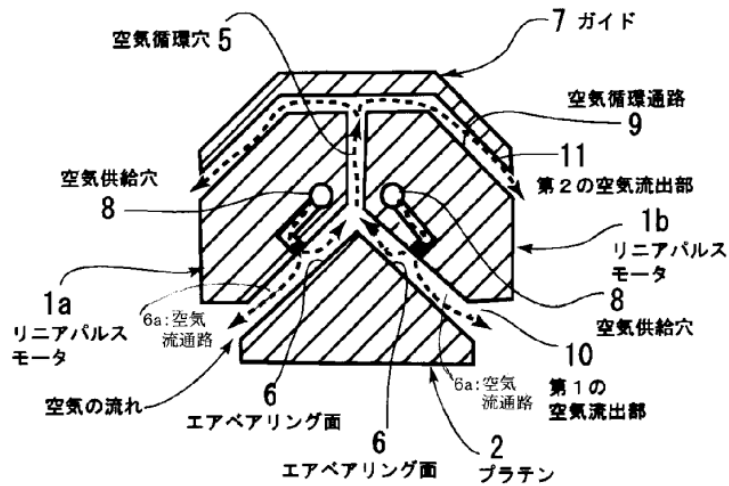 空気循環穴 5
7 ガイド
空気循環通路
9
11
第2の空気流出部
空気供給穴
8
1b
リニアパルス
モータ
8
空気供給穴
1a
リニアパルス
モータ
6a:空気
流通路
10
第1の
空気流出部
6a:空気
流通路
空気の流れ
6
エアベアリング面
6
エアベアリング面
2
プラテン